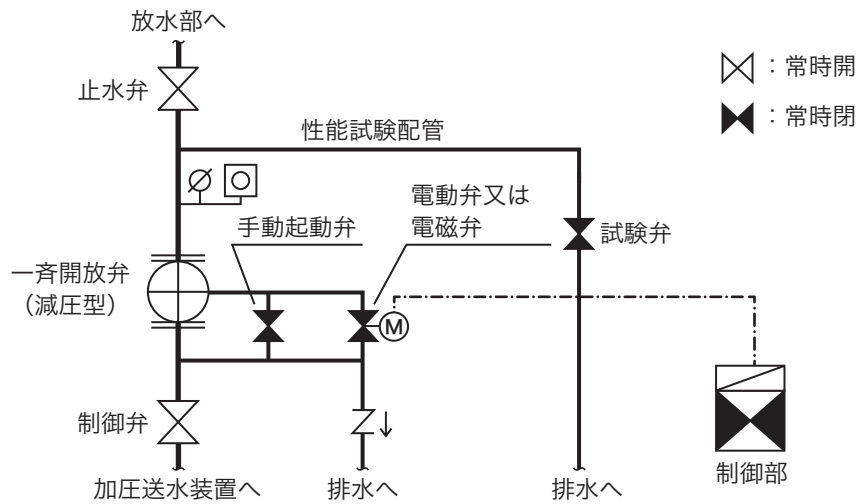 放水部へ
止水弁
：常時開
：常時閉
性能試験配管
電動弁又は
電磁弁
手動起動弁
試験弁
一斉開放弁
（減圧型）
M
制御弁
制御部
加圧送水装置へ
排水へ
排水へ